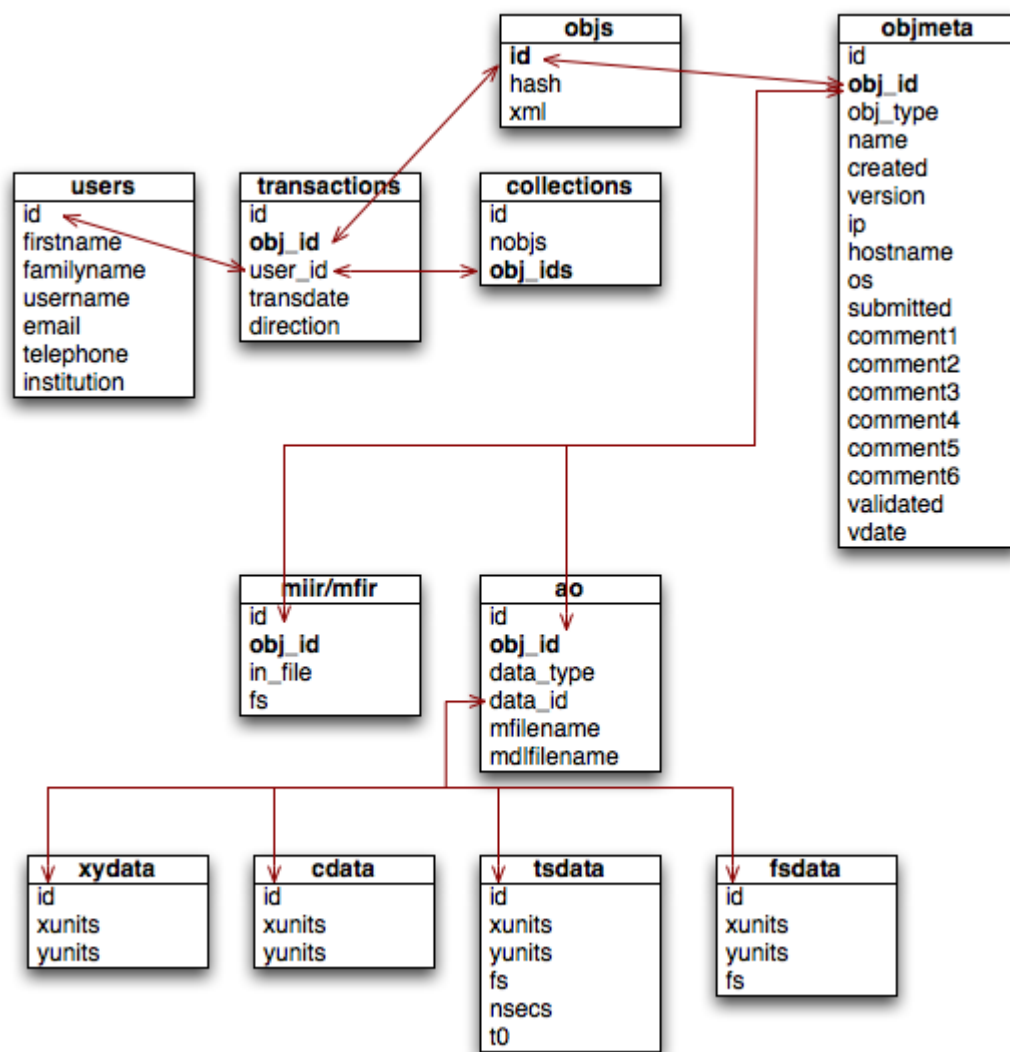 objs
id
hash
xml
objmeta
id
obj_id
obj_type
name
created
version
ip
hostname
os
submitted
comment1
comment2
comment3
comment4
comment5
comment6
validated
vdate
users
id
firstname
familyname
username
email
telephone
institution
transactions
id
obj_id
user_id
transdate
direction
collections
id
nobjs
obj_ids
miir/mfir
id
obj_id
in_file
fs
ao
id
obj_id
data_type
data_id
mfilename
mdlfilename
xydata
id
xunits
yunits
cdata
id
xunits
yunits
tsdata
id
xunits
yunits
fs
nsecs
t0
fsdata
id
xunits
yunits
fs